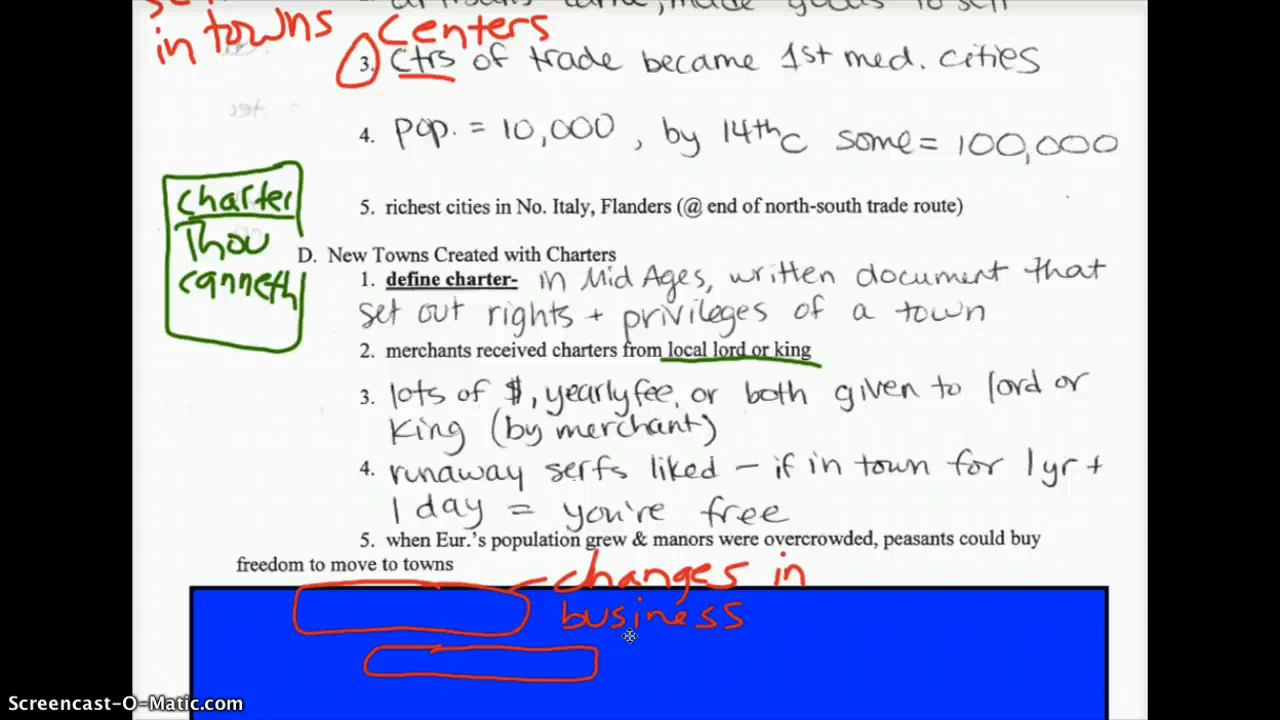 made goods to sell
in towns
Centers
3. Ctrs of trade became 1st med. cities
4. pop. = 10,000, by 14th c some = 100,000
5. richest cities in No. Italy, Flanders (@ end of north-south trade route)
charter
Thou
canneth
D. New Towns Created with Charters
1. define charter- in Mid Ages, written document that
set out rights + privileges of a town
2. merchants received charters from local lord or king
3. lots of $, yearly fee, or both given to lord or
King (by merchant)
4. runaway serfs liked – if in town for 1 yr +
1 day = you're free
5. when Eur.'s population grew & manors were overcrowded, peasants could buy
freedom to move to towns
changes in
business
Screencast-O-Matic.com